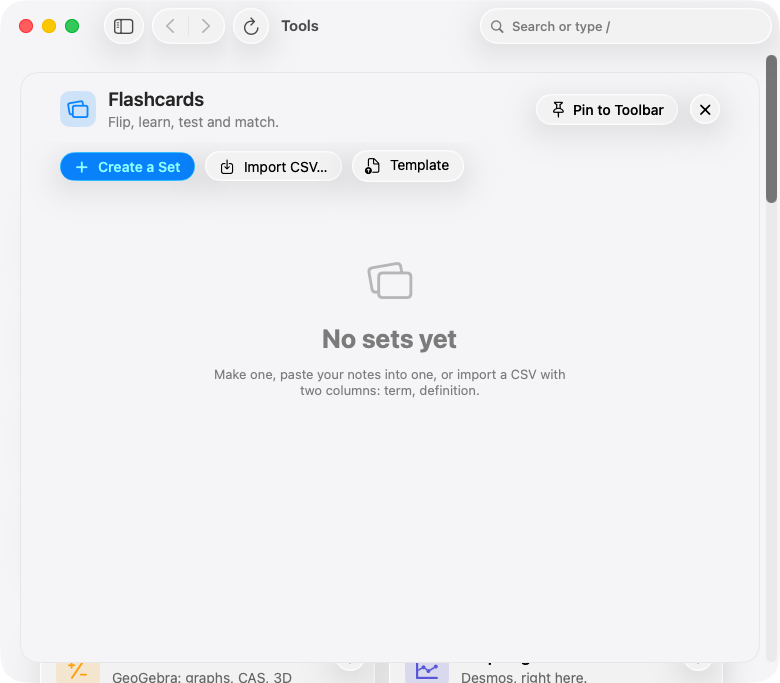 Tools
Search or type /
Flashcards
Flip, learn, test and match.
Pin to Toolbar
Create a Set
Import CSV...
Template
No sets yet
Make one, paste your notes into one, or import a CSV with
two columns: term, definition.
GeoGebra: graphs, CAS, 3D
Desmos, right here.